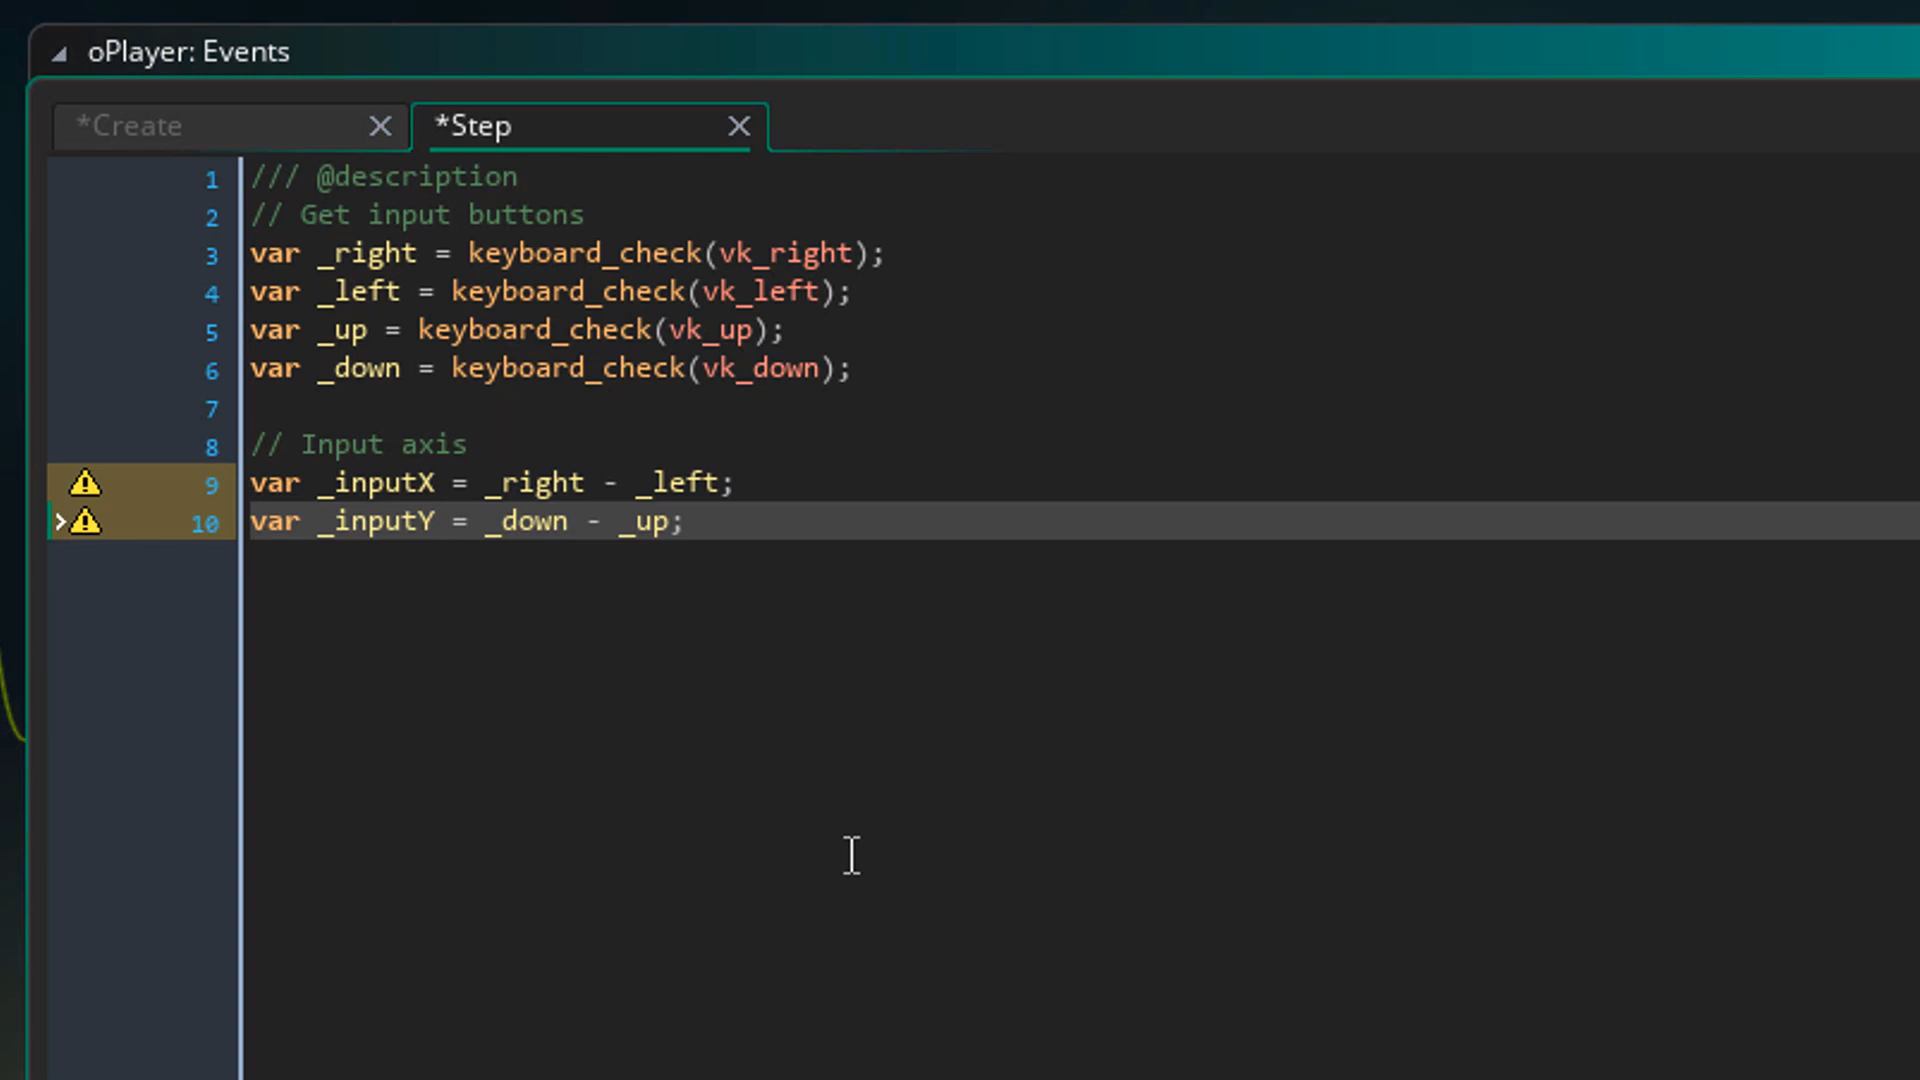 oPlayer: Events
*Create
*Step
1 /// @description
2 // Get input buttons
3 var _right = keyboard_check(vk_right);
4 var _left = keyboard_check(vk_left);
5 var _up = keyboard_check(vk_up);
6 var _down = keyboard_check(vk_down);
7
8 // Input axis
9 var _inputX = _right - _left;
10 var _inputY = _down - _up;